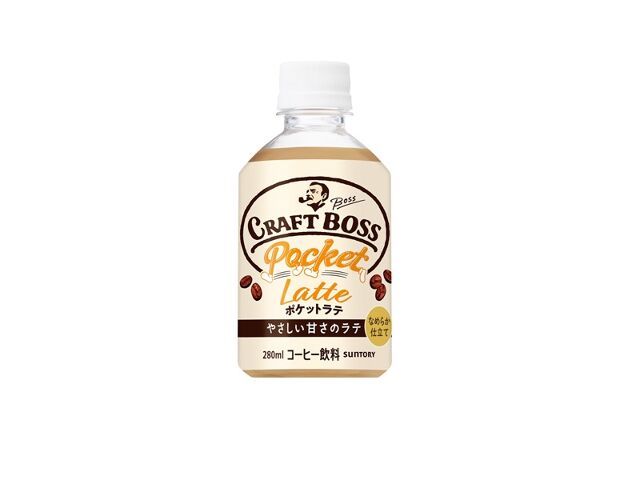 Boss
CRAFT BOSS
Pocket
Latte
ポケットラテ
やさしい甘さのラテ
なめらか
仕立て
280ml コーヒー飲料 SUNTORY